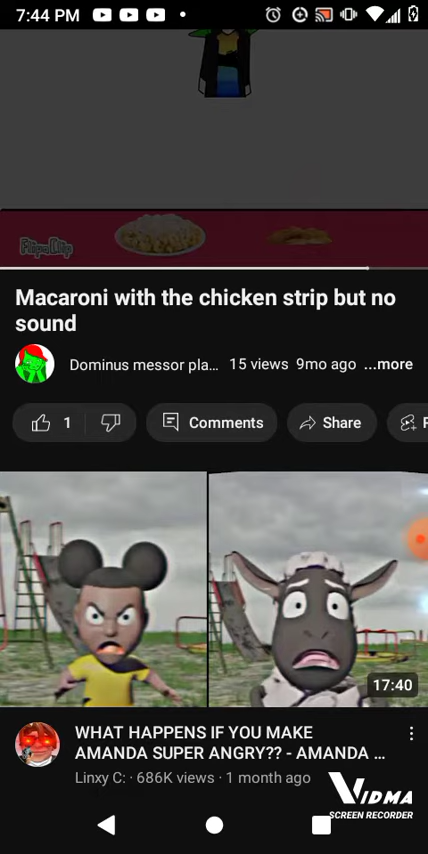 7:44 PM
FlipaClip
Macaroni with the chicken strip but no
sound
Dominus messor pla... 15 views 9mo ago ...more
1
Comments
Share
17:40
WHAT HAPPENS IF YOU MAKE
AMANDA SUPER ANGRY?? - AMANDA ...
Linxy C: · 686K views · 1 month ago
VIDMA
SCREEN RECORDER